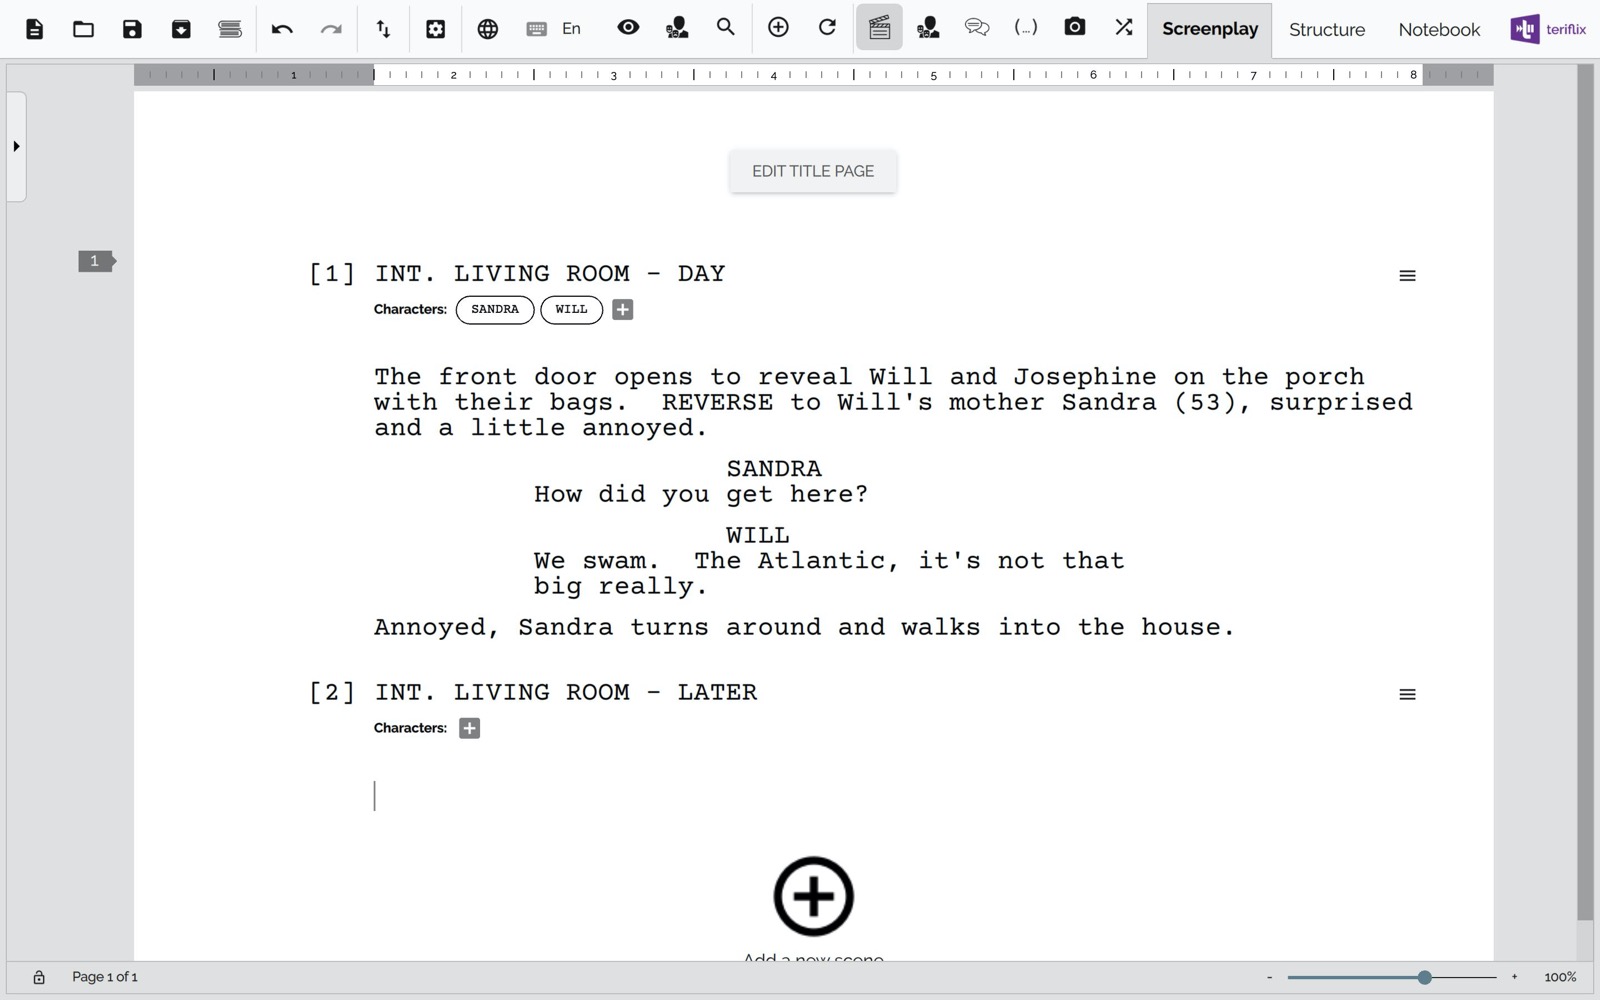 En
(...)
Screenplay
Structure
Notebook
teriflix
1 2 3 4 5 6 7 8
EDIT TITLE PAGE
1
[1] INT. LIVING ROOM - DAY
Characters: SANDRA WILL
The front door opens to reveal Will and Josephine on the porch
with their bags.  REVERSE to Will's mother Sandra (53), surprised
and a little annoyed.
SANDRA
How did you get here?
WILL
We swam.  The Atlantic, it's not that
big really.
Annoyed, Sandra turns around and walks into the house.
[2] INT. LIVING ROOM - LATER
Characters:
Add a new scene
Page 1 of 1
- + 100%